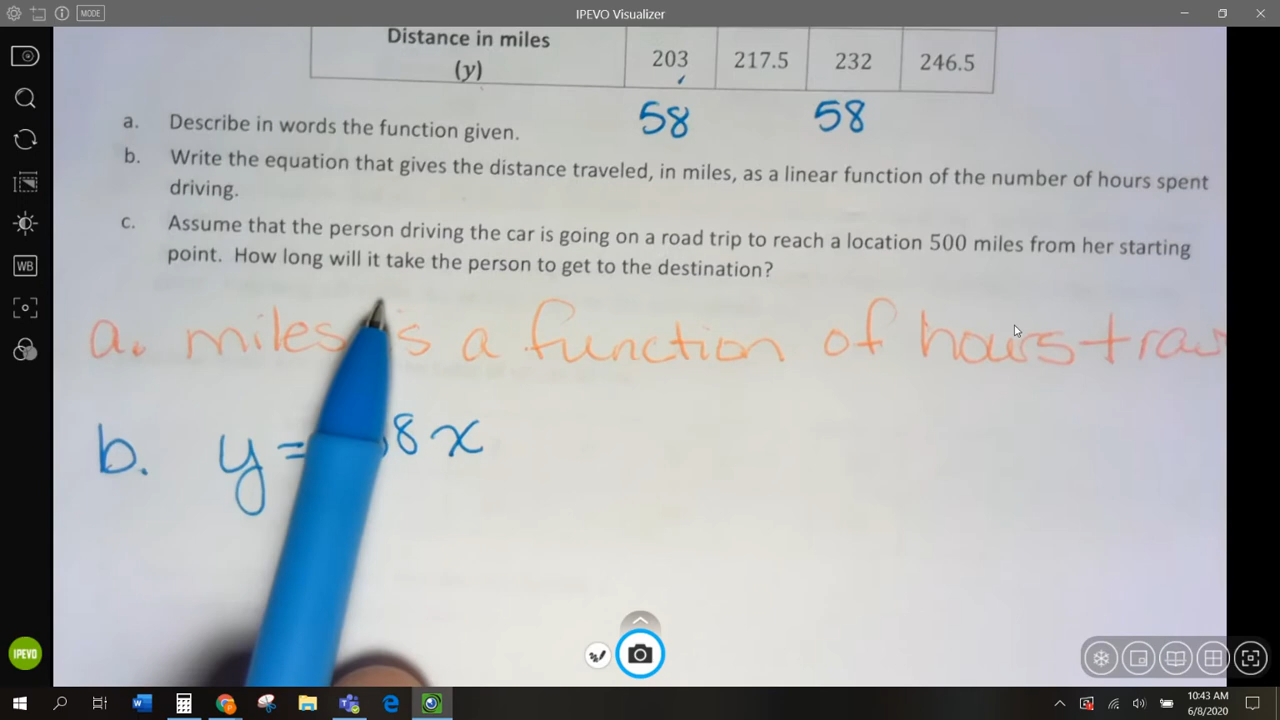 MODE
IPEVO Visualizer
Distance in miles
(y)
203 217.5 232 246.5
58 58
a. Describe in words the function given.
b. Write the equation that gives the distance traveled, in miles, as a linear function of the number of hours spent
driving.
c. Assume that the person driving the car is going on a road trip to reach a location 500 miles from her starting
point. How long will it take the person to get to the destination?
a. miles is a function of hours trav
b. y = 8x
WB
IPEVO
10:43 AM
6/8/2020